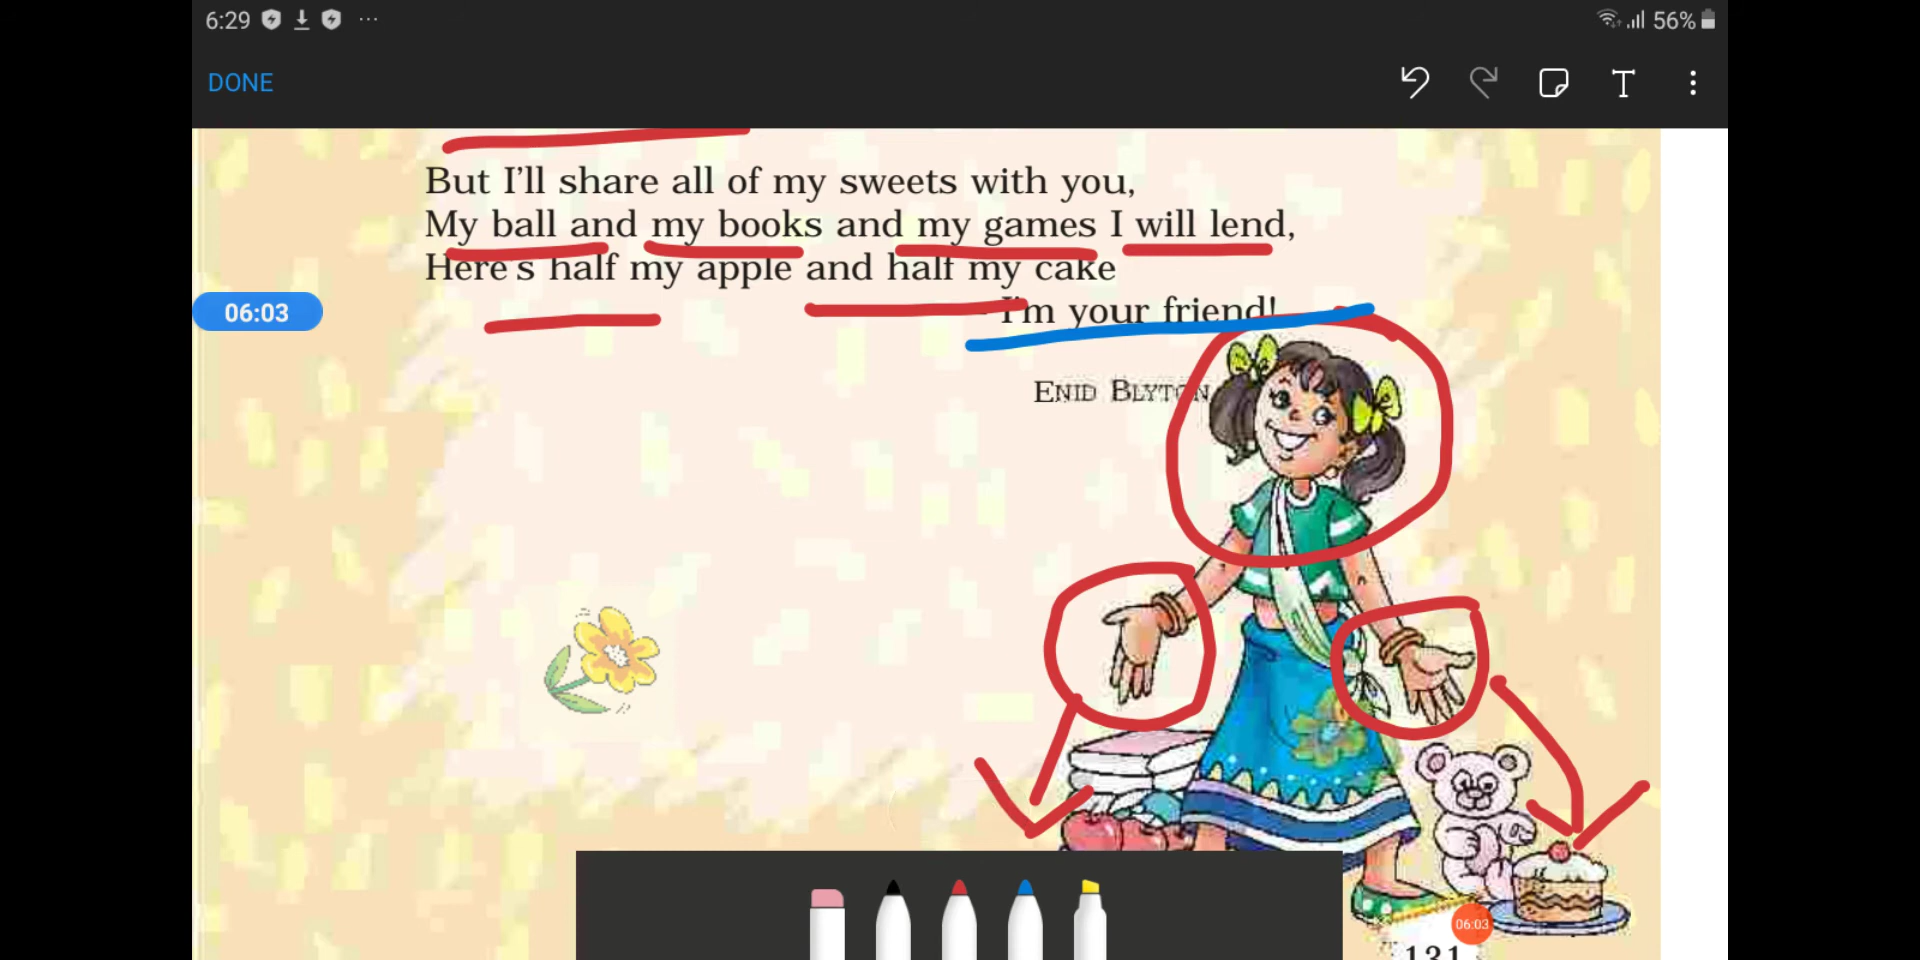 6:29
56%
DONE
But I'll share all of my sweets with you,
My ball and my books and my games I will lend,
Here's half my apple and half my cake
06:03
I'm your friend!
ENID BLYTON
06:03
131